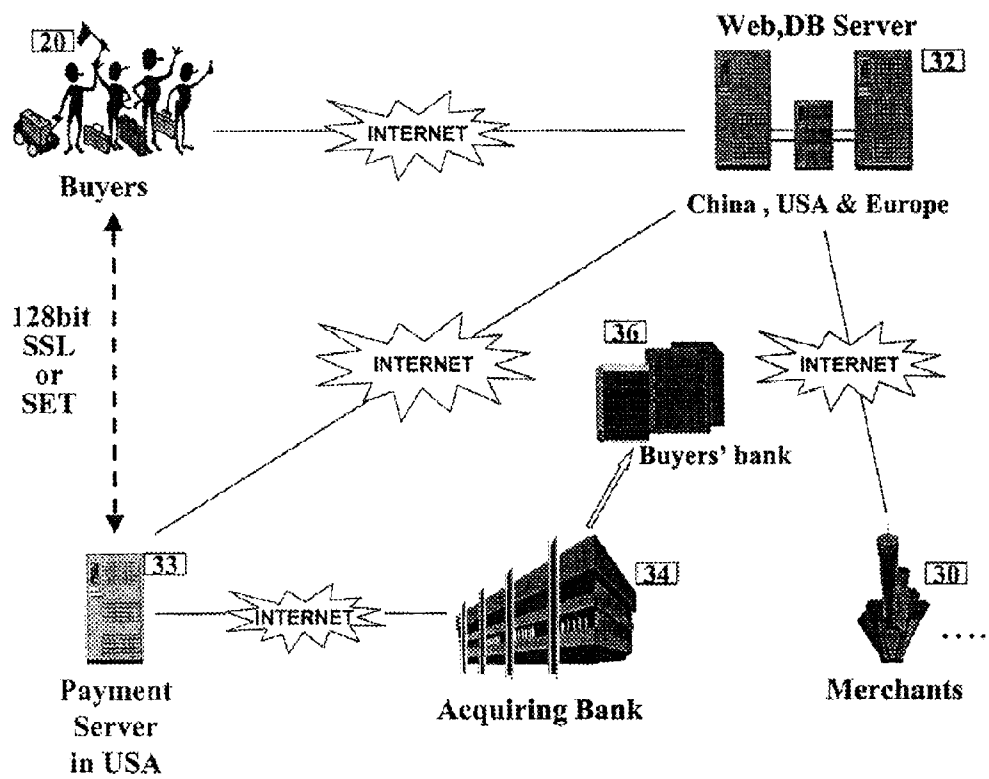 20
Web,DB Server
32
INTERNET
Buyers
China , USA & Europe
128bit
SSL
or
SET
INTERNET
36
INTERNET
Buyers' bank
33
34
30
INTERNET
....
Payment
Server
in USA
Acquiring Bank
Merchants